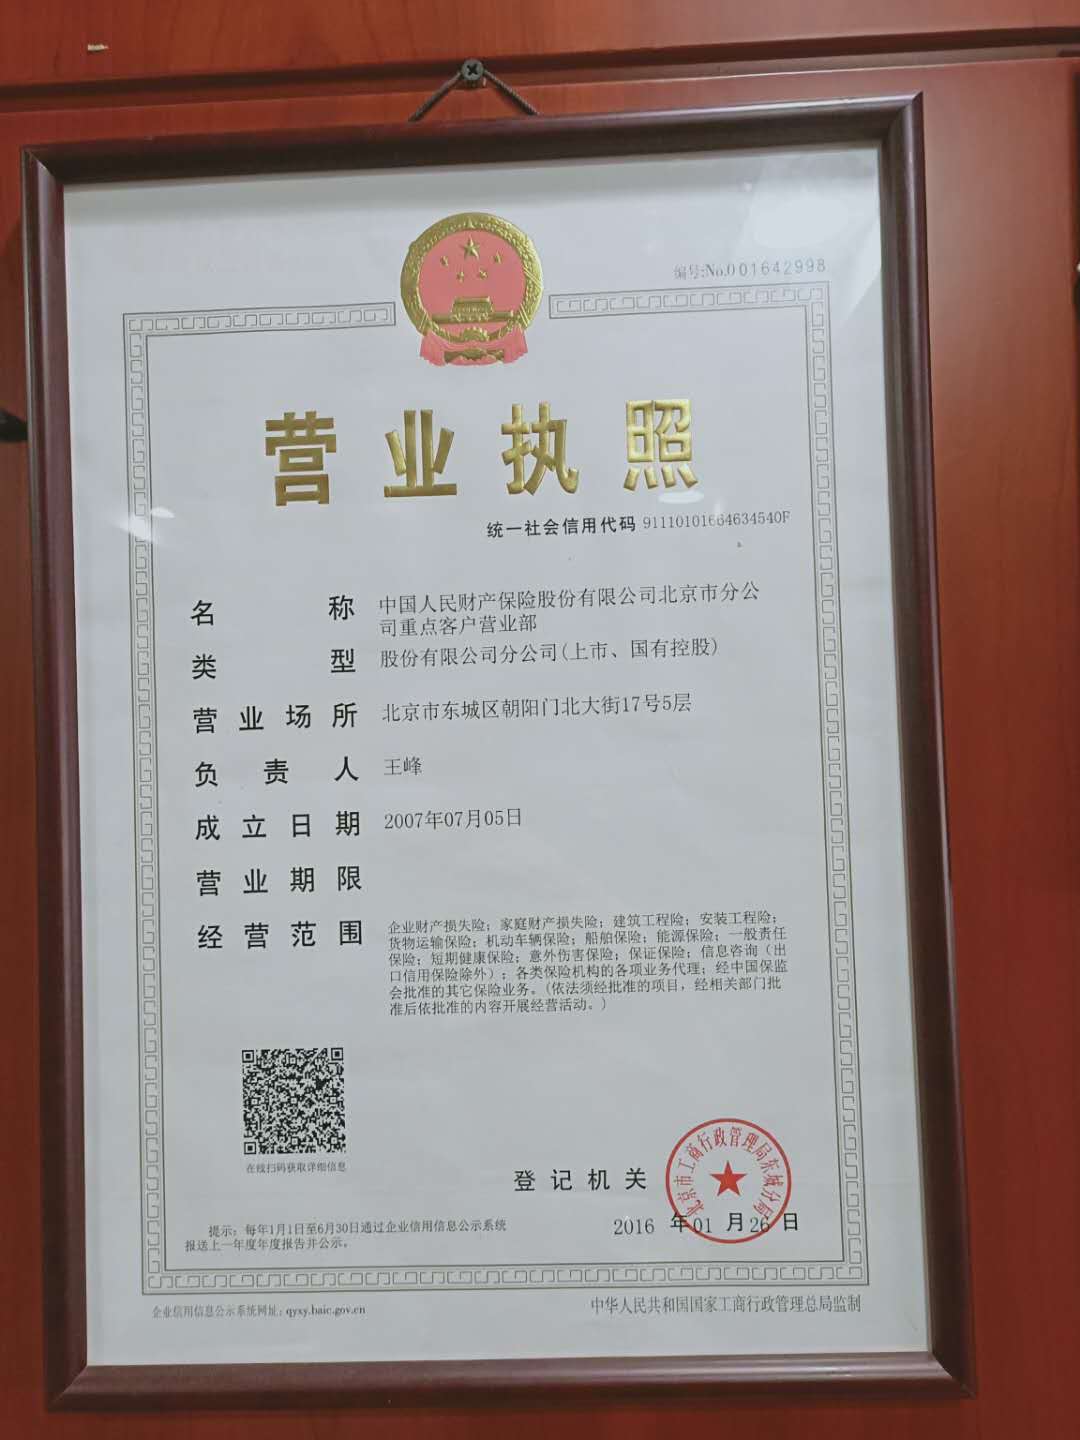 编号:No.0 01642998
营业执照
统一社会信用代码 91110101664634540F
名称 中国人民财产保险股份有限公司北京市分公
司重点客户营业部
类型 股份有限公司分公司(上市、国有控股)
营业场所 北京市东城区朝阳门北大街17号5层
负责人 王峰
成立日期 2007年07月05日
营业期限
经营范围 企业财产损失险；家庭财产损失险；建筑工程险；安装工程险；
货物运输保险；机动车辆保险；船舶保险；能源保险；一般责任
保险；短期健康保险；意外伤害保险；保证保险；信息咨询（出
口信用保险除外）；各类保险机构的各项业务代理；经中国保监
会批准的其它保险业务。(依法须经批准的项目，经相关部门批
准后依批准的内容开展经营活动。)
在线扫码获取详细信息
登记机关
北京市工商行政管理局东城分局
2016 年 01 月 26 日
提示：每年1月1日至6月30日通过企业信用信息公示系统
报送上一年度年度报告并公示。
企业信用信息公示系统网址：qyxy.baic.gov.cn
中华人民共和国国家工商行政管理总局监制